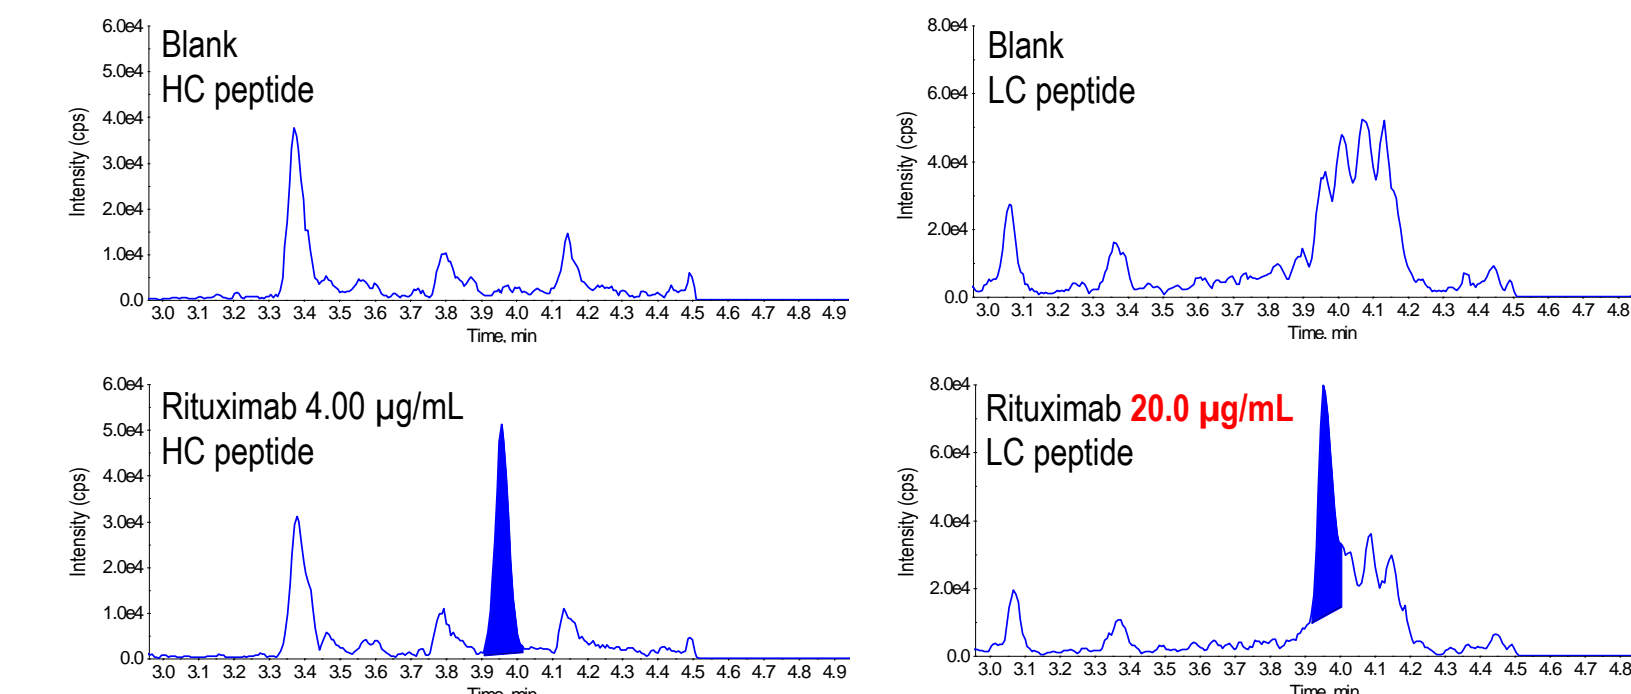 Blank
HC peptide
Intensity (cps)
6.0e4
5.0e4
4.0e4
3.0e4
2.0e4
1.0e4
0.0
3.0 3.1 3.2 3.3 3.4 3.5 3.6 3.7 3.8 3.9 4.0 4.1 4.2 4.3 4.4 4.5 4.6 4.7 4.8 4.9
Time, min
Blank
LC peptide
Intensity (cps)
8.0e4
6.0e4
4.0e4
2.0e4
0.0
3.0 3.1 3.2 3.3 3.4 3.5 3.6 3.7 3.8 3.9 4.0 4.1 4.2 4.3 4.4 4.5 4.6 4.7 4.8
Time, min
Rituximab 4.00 µg/mL
HC peptide
Intensity (cps)
6.0e4
5.0e4
4.0e4
3.0e4
2.0e4
1.0e4
0.0
3.0 3.1 3.2 3.3 3.4 3.5 3.6 3.7 3.8 3.9 4.0 4.1 4.2 4.3 4.4 4.5 4.6 4.7 4.8 4.9
Time, min
Rituximab 20.0 µg/mL
LC peptide
Intensity (cps)
8.0e4
6.0e4
4.0e4
2.0e4
0.0
3.0 3.1 3.2 3.3 3.4 3.5 3.6 3.7 3.8 3.9 4.0 4.1 4.2 4.3 4.4 4.5 4.6 4.7 4.8
Time, min